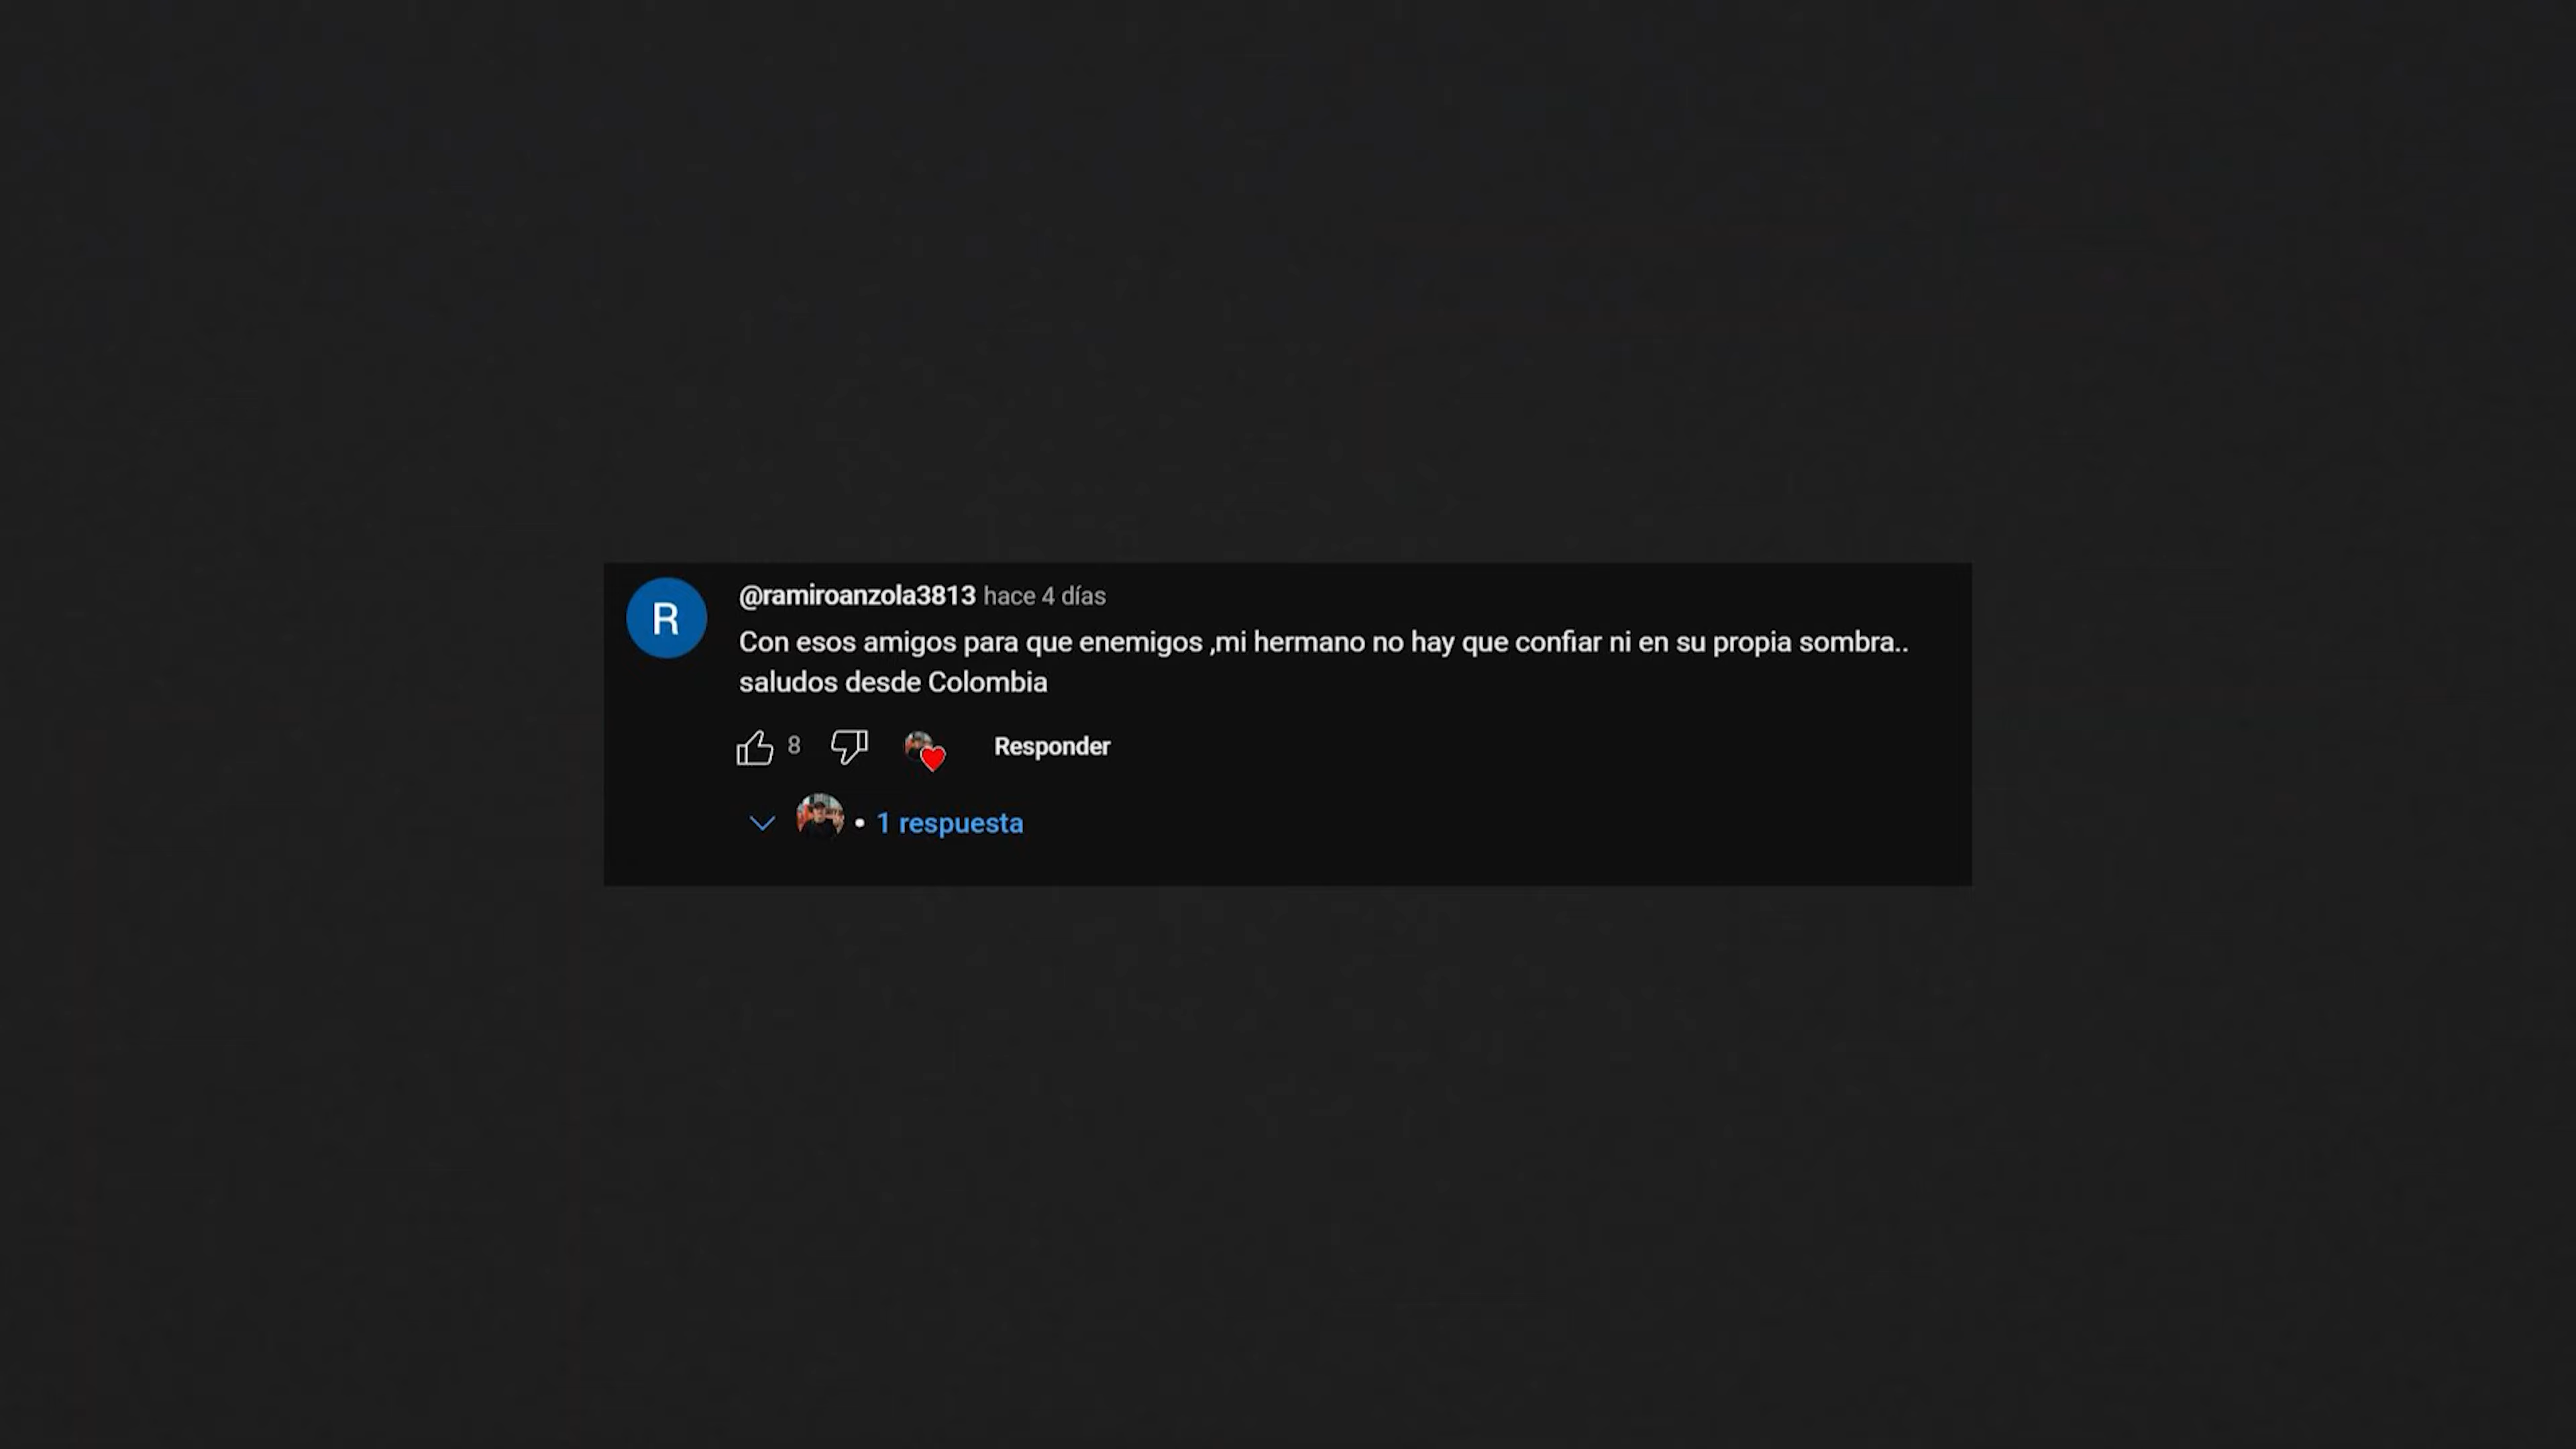 R
@ramiroanzola3813 hace 4 días
Con esos amigos para que enemigos ,mi hermano no hay que confiar ni en su propia sombra..
saludos desde Colombia
8 Responder
• 1 respuesta